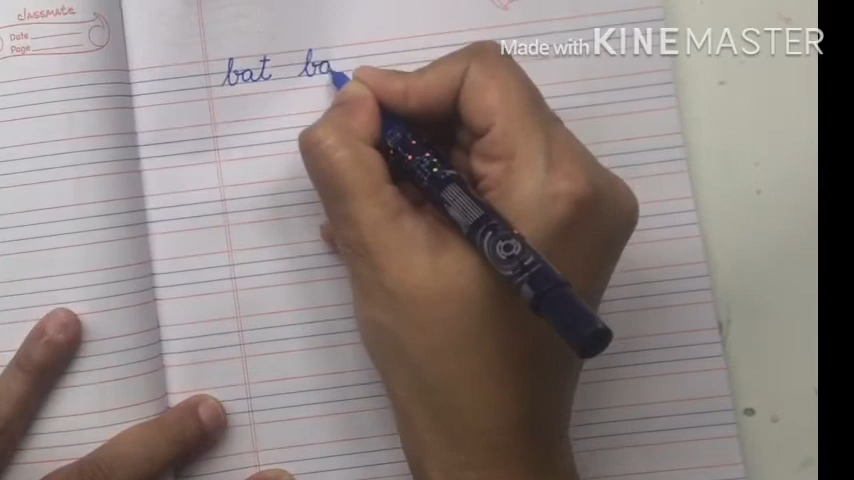 classmate
Date
Page
Made with KINEMASTER
bat ba